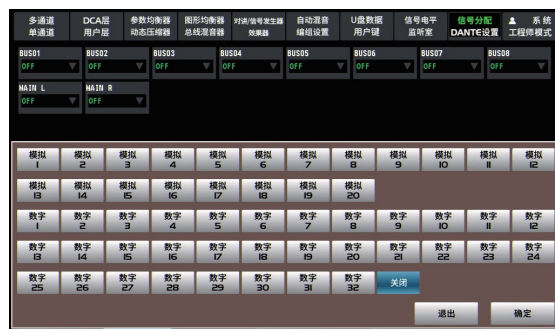 多通道 DCA层 参数均衡器 图形均衡器 对讲/信号发生器 自动混音 U盘数据 信号电平 信号分配 系统
单通道 用户层 动态压缩器 总线混音器 效果器 编组设置 用户键 监听室 DANTE设置 工程师模式
BUS01 BUS02 BUS03 BUS04 BUS05 BUS06 BUS07 BUS08
OFF OFF OFF OFF OFF OFF OFF OFF
MAIN L MAIN R
OFF OFF
模拟 模拟 模拟 模拟 模拟 模拟 模拟 模拟 模拟 模拟 模拟 模拟
1 2 3 4 5 6 7 8 9 10 11 12
模拟 模拟 模拟 模拟 模拟 模拟 模拟 模拟
13 14 15 16 17 18 19 20
数字 数字 数字 数字 数字 数字 数字 数字 数字 数字 数字 数字
1 2 3 4 5 6 7 8 9 10 11 12
数字 数字 数字 数字 数字 数字 数字 数字 数字 数字 数字 数字
13 14 15 16 17 18 19 20 21 22 23 24
数字 数字 数字 数字 数字 数字 数字 数字 关闭
25 26 27 28 29 30 31 32
退出 确定